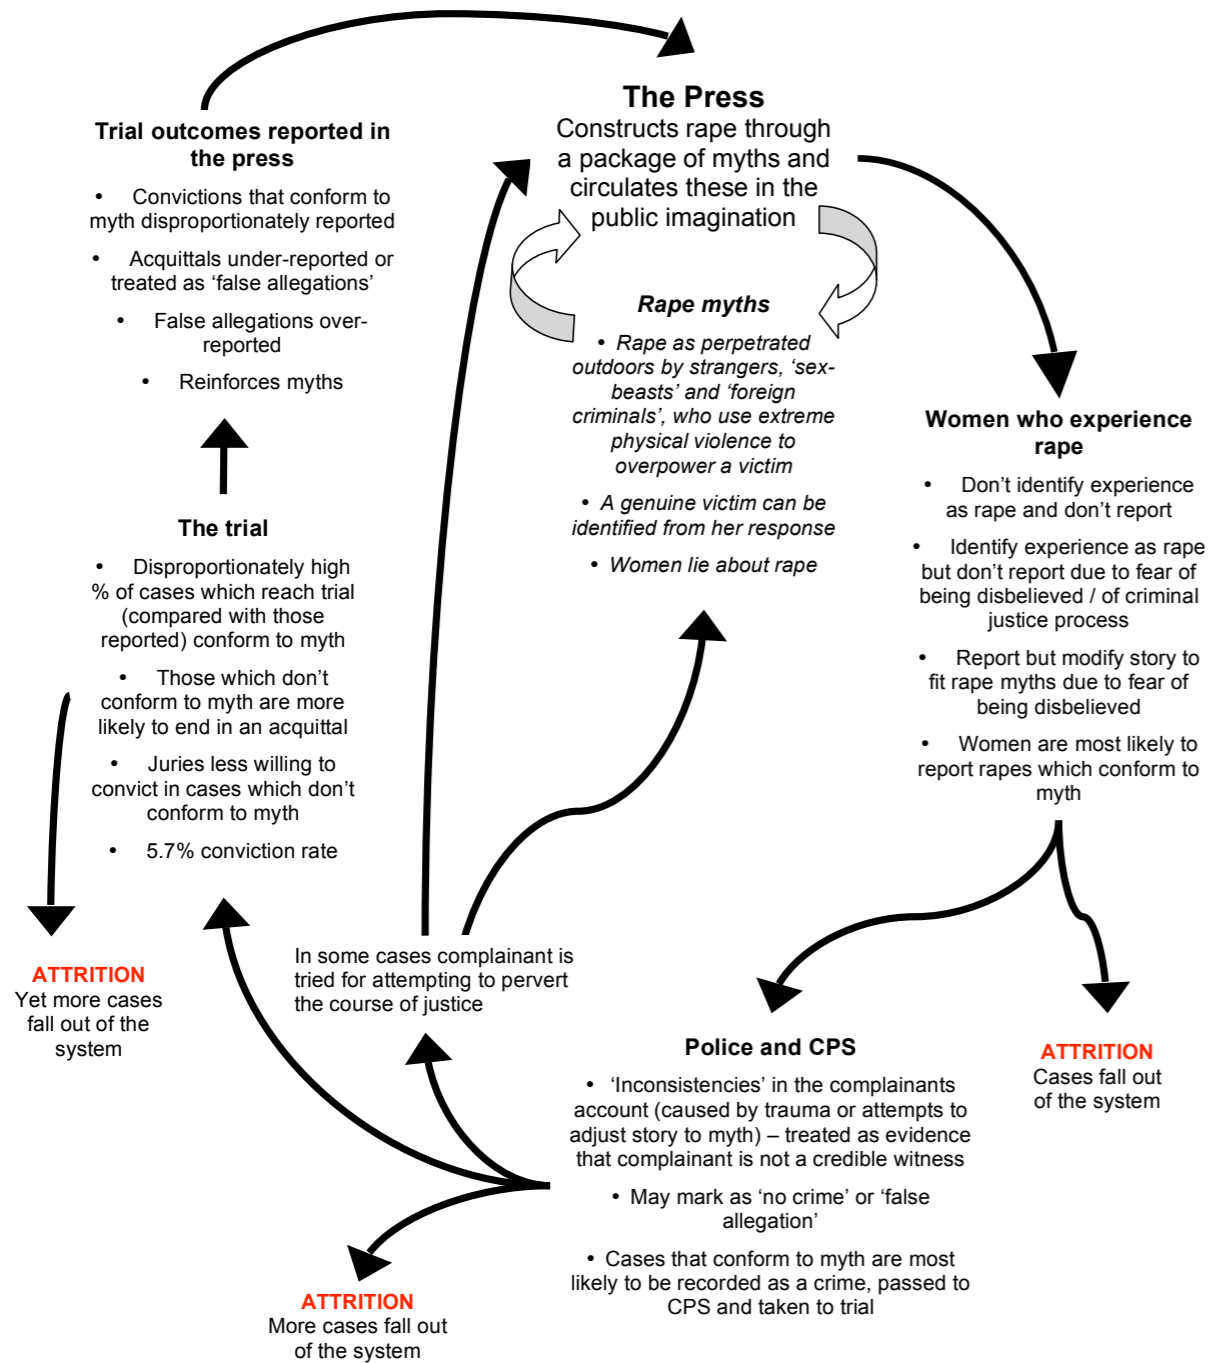 The Press
Constructs rape through
a package of myths and
circulates these in the
public imagination
Rape myths
• Rape as perpetrated
outdoors by strangers, ‘sex-
beasts’ and ‘foreign
criminals’, who use extreme
physical violence to
overpower a victim
• A genuine victim can be
identified from her response
• Women lie about rape
Women who experience
rape
• Don’t identify experience
as rape and don’t report
• Identify experience as rape
but don’t report due to fear of
being disbelieved / of criminal
justice process
• Report but modify story to
fit rape myths due to fear of
being disbelieved
• Women are most likely to
report rapes which conform to
myth
ATTRITION
Cases fall out
of the system
Police and CPS
• ‘Inconsistencies’ in the complainants
account (caused by trauma or attempts to
adjust story to myth) – treated as evidence
that complainant is not a credible witness
• May mark as ‘no crime’ or ‘false
allegation’
• Cases that conform to myth are most
likely to be recorded as a crime, passed to
CPS and taken to trial
ATTRITION
More cases fall out
of the system
In some cases complainant is
tried for attempting to pervert
the course of justice
The trial
• Disproportionately high
% of cases which reach trial
(compared with those
reported) conform to myth
• Those which don’t
conform to myth are more
likely to end in an acquittal
• Juries less willing to
convict in cases which don’t
conform to myth
• 5.7% conviction rate
ATTRITION
Yet more cases
fall out of the
system
Trial outcomes reported in
the press
• Convictions that conform to
myth disproportionately reported
• Acquittals under-reported or
treated as ‘false allegations’
• False allegations over-
reported
• Reinforces myths